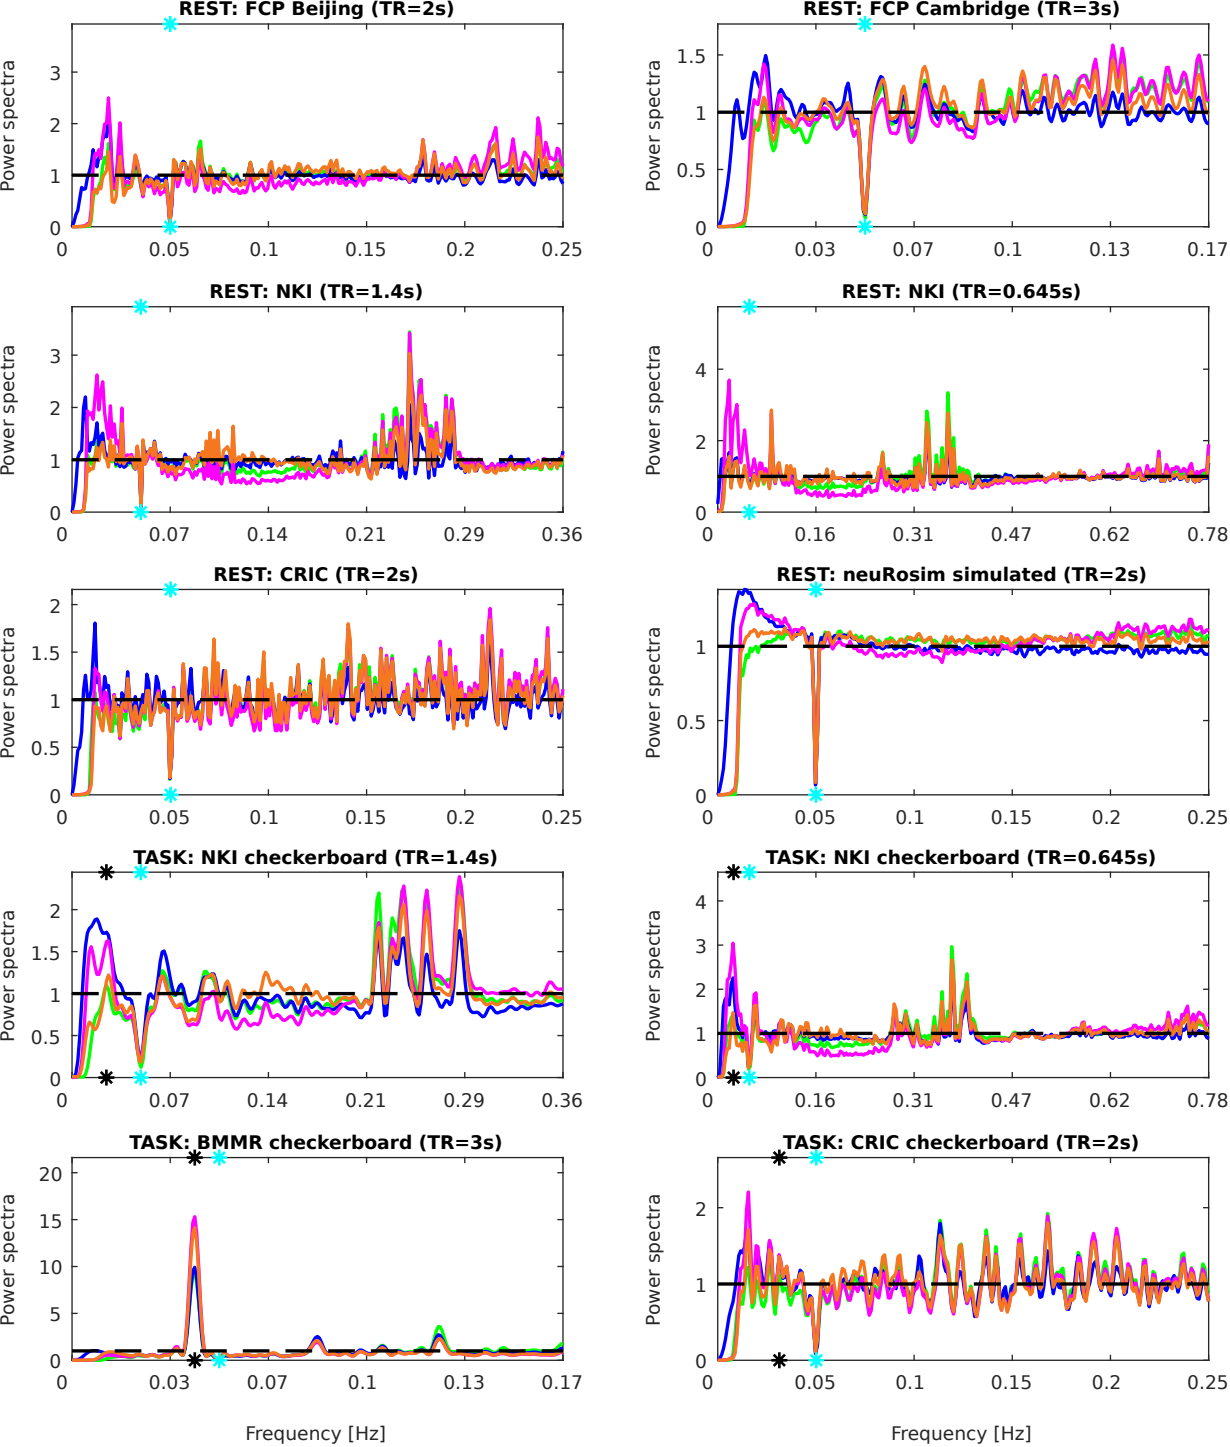 REST: FCP Beijing (TR=2s)
Power spectra
3
2
1
0
0 0.05 0.1 0.15 0.2 0.25
REST: FCP Cambridge (TR=3s)
Power spectra
1.5
1
0.5
0
0 0.03 0.07 0.1 0.13 0.17
REST: NKI (TR=1.4s)
Power spectra
3
2
1
0
0 0.07 0.14 0.21 0.29 0.36
REST: NKI (TR=0.645s)
Power spectra
4
2
1
0
0 0.16 0.31 0.47 0.62 0.78
REST: CRIC (TR=2s)
Power spectra
2
1.5
1
0.5
0
0 0.05 0.1 0.15 0.2 0.25
REST: neuRosim simulated (TR=2s)
Power spectra
1
0.5
0
0 0.05 0.1 0.15 0.2 0.25
TASK: NKI checkerboard (TR=1.4s)
Power spectra
2
1.5
1
0.5
0
0 0.07 0.14 0.21 0.29 0.36
TASK: NKI checkerboard (TR=0.645s)
Power spectra
4
3
2
1
0
0 0.16 0.31 0.47 0.62 0.78
TASK: BMMR checkerboard (TR=3s)
Power spectra
20
15
10
5
1
0
0 0.03 0.07 0.1 0.13 0.17
Frequency [Hz]
TASK: CRIC checkerboard (TR=2s)
Power spectra
2
1
0
0 0.05 0.1 0.15 0.2 0.25
Frequency [Hz]